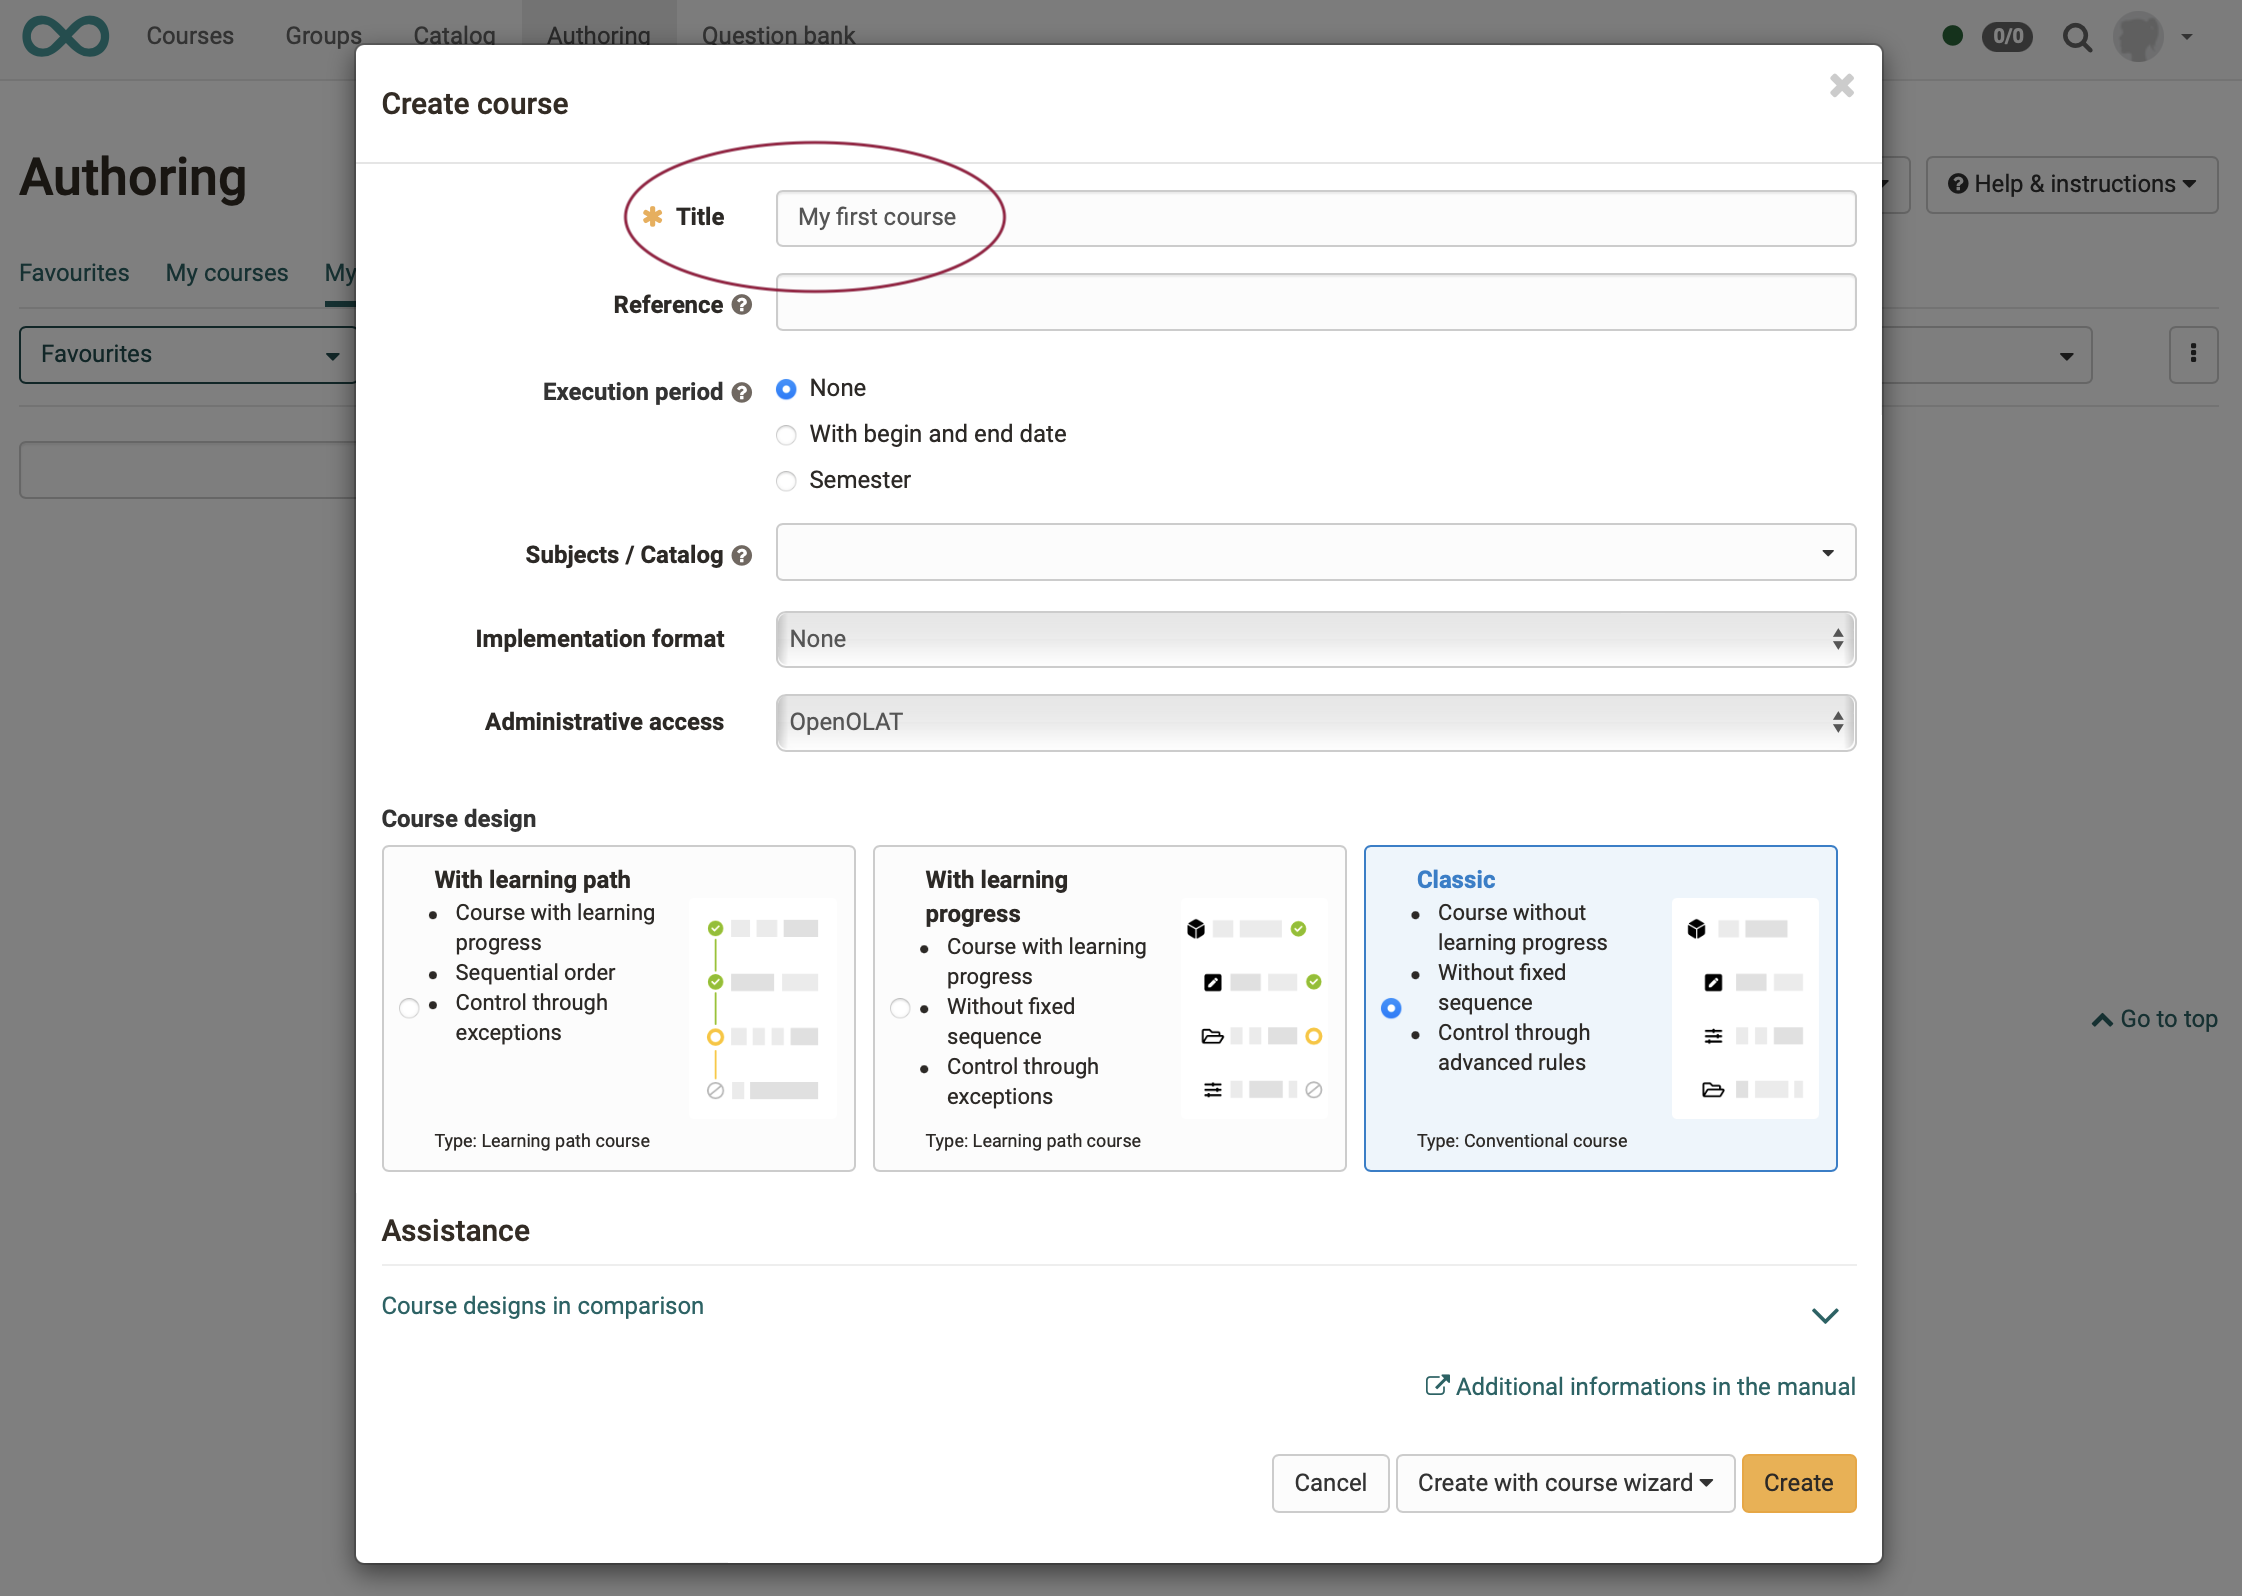 Courses Groups Catalog Authoring Question bank 0/0
Create course
Authoring
Help & instructions
* Title My first course
Favourites My courses My
Reference
Favourites
Execution period None
With begin and end date
Semester
Subjects / Catalog
Implementation format None
Administrative access OpenOLAT
Course design
With learning path
• Course with learning
progress
• Sequential order
• Control through
exceptions
Type: Learning path course
With learning
progress
• Course with learning
progress
• Without fixed
sequence
• Control through
exceptions
Type: Learning path course
Classic
• Course without
learning progress
• Without fixed
sequence
• Control through
advanced rules
Type: Conventional course
Go to top
Assistance
Course designs in comparison
Additional informations in the manual
Cancel Create with course wizard Create